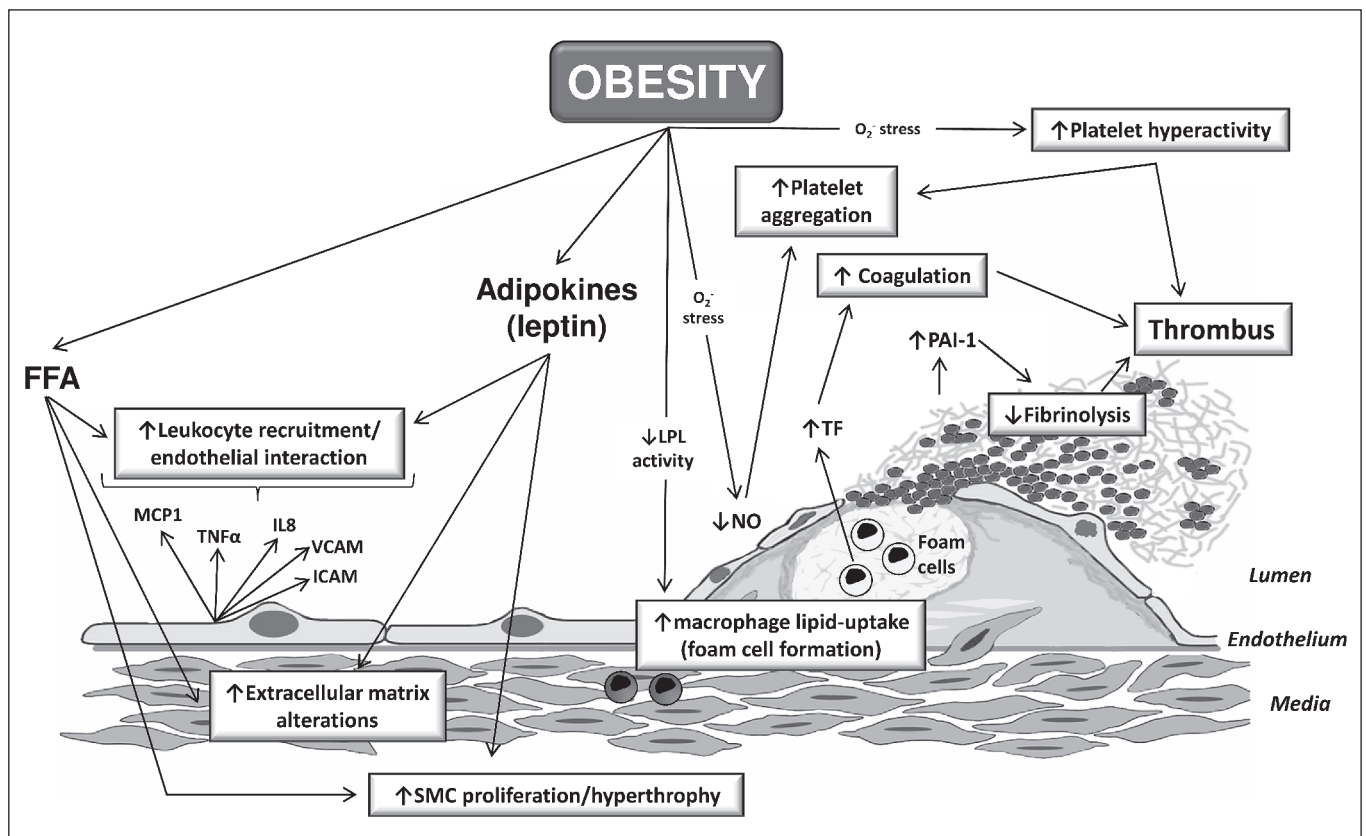 OBESITY
O₂⁻ stress
↑Platelet hyperactivity
↑Platelet
aggregation
↑ Coagulation
Adipokines
(leptin)
O₂⁻
stress
Thrombus
↑PAI-1
FFA
↓Fibrinolysis
↑Leukocyte recruitment/
endothelial interaction
↓LPL
activity
↑TF
MCP1
TNFα
IL8
VCAM
ICAM
↓NO
Foam
cells
Lumen
↑macrophage lipid-uptake
(foam cell formation)
Endothelium
↑Extracellular matrix
alterations
Media
↑SMC proliferation/hyperthrophy